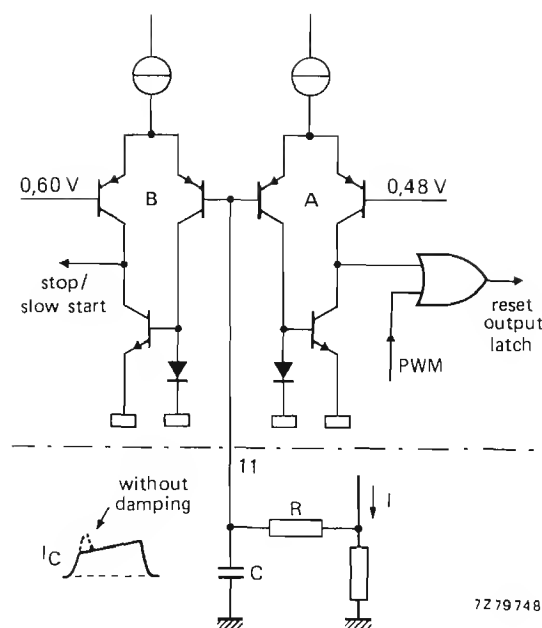 0,60 V
B
A
0,48 V
stop/
slow start
PWM
reset
output
latch
11
without
damping
R
I
IC
C
7Z79748